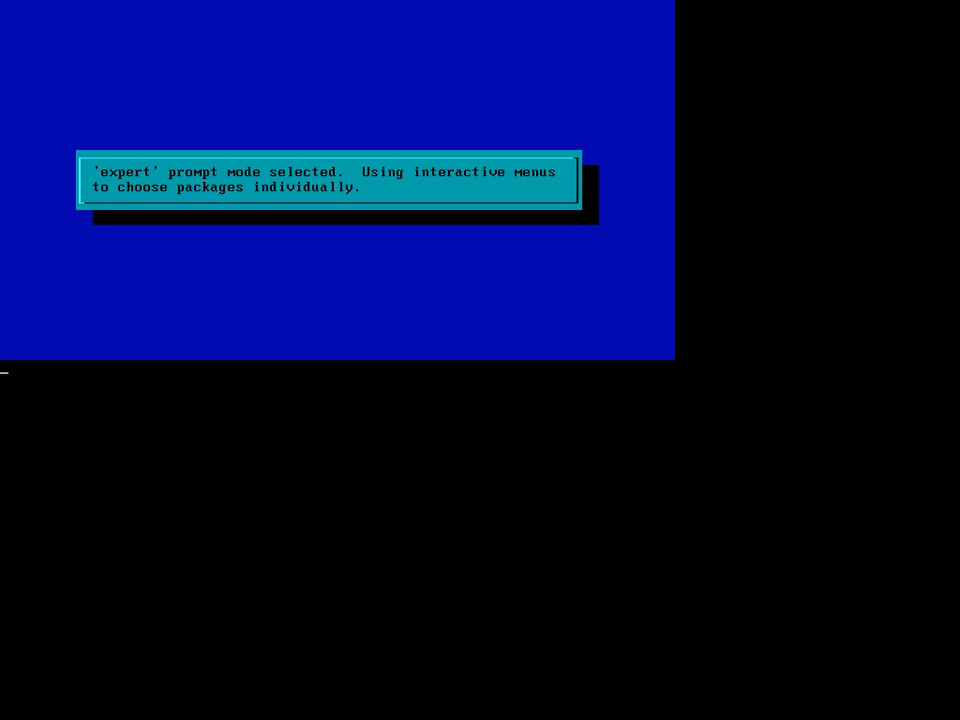 'expert' prompt mode selected.  Using interactive menus
to choose packages individually.